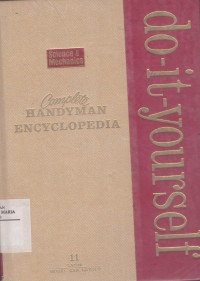 Science &
Mechanics
Complete
HANDYMAN
ENCYCLOPEDIA
do-it-yourself
11